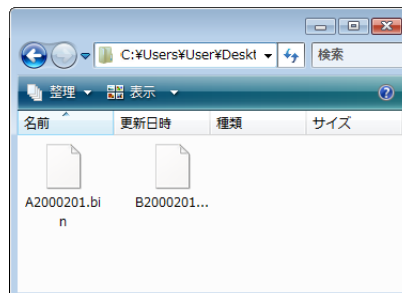 C:¥Users¥User¥Deskt
検索
整理 表示
名前 更新日時 種類 サイズ
A2000201.bi
n
B2000201...